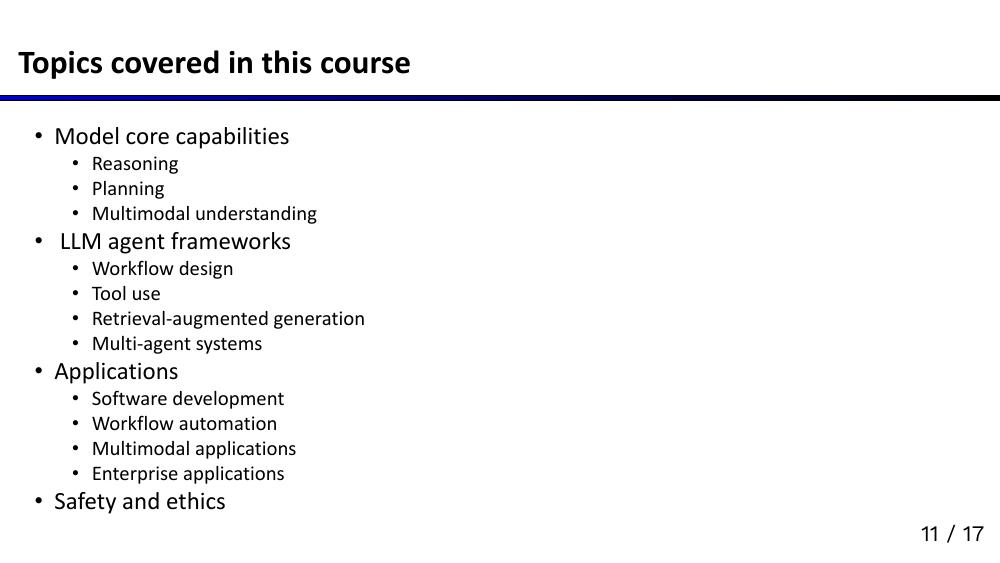 Topics covered in this course
• Model core capabilities
• Reasoning
• Planning
• Multimodal understanding
• LLM agent frameworks
• Workflow design
• Tool use
• Retrieval-augmented generation
• Multi-agent systems
• Applications
• Software development
• Workflow automation
• Multimodal applications
• Enterprise applications
• Safety and ethics
11 / 17